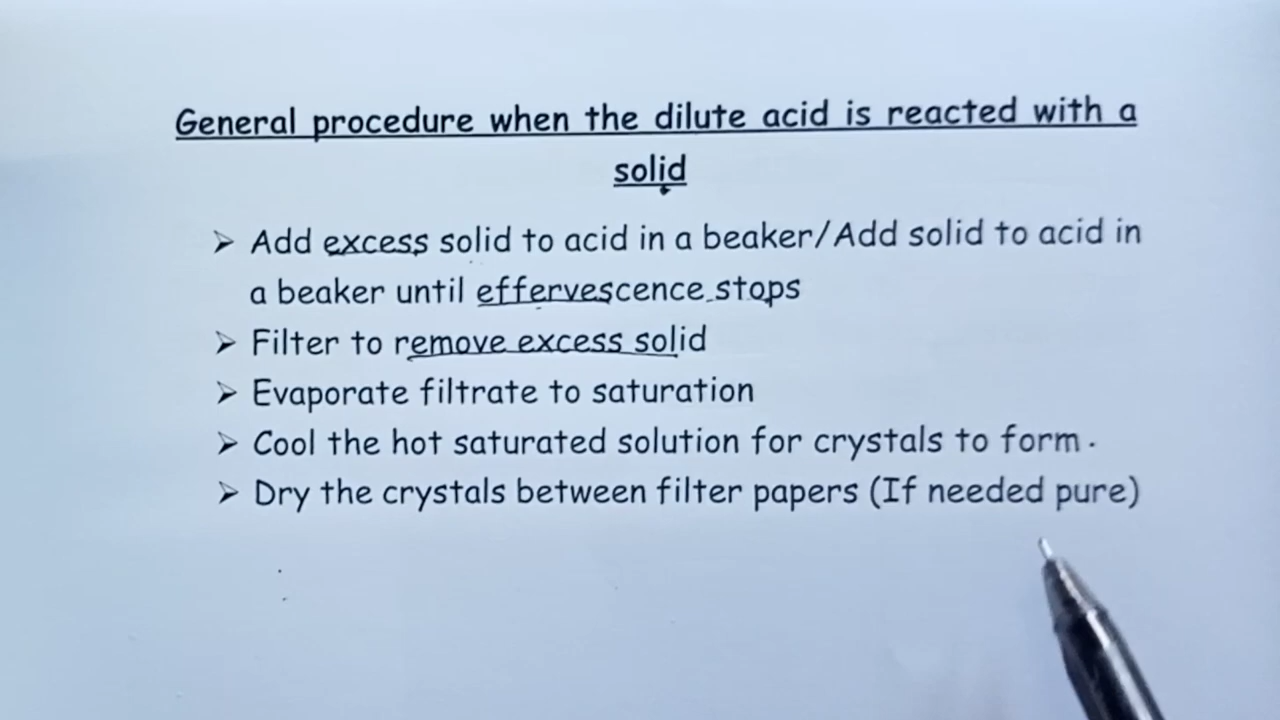 General procedure when the dilute acid is reacted with a
solid
➢ Add excess solid to acid in a beaker/Add solid to acid in
a beaker until effervescence stops
➢ Filter to remove excess solid
➢ Evaporate filtrate to saturation
➢ Cool the hot saturated solution for crystals to form.
➢ Dry the crystals between filter papers (If needed pure)